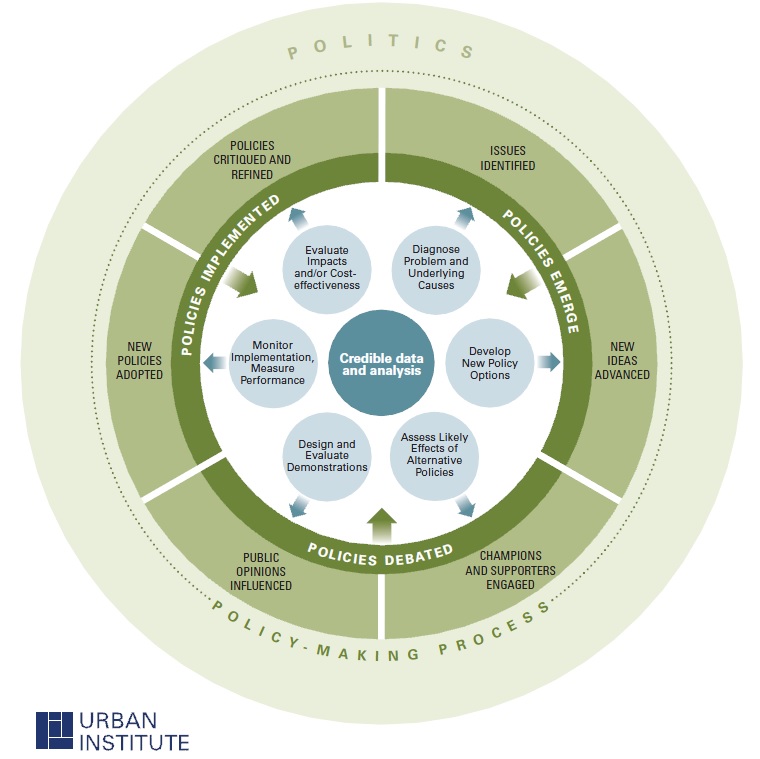 POLITICS
POLICIES
CRITIQUED AND
REFINED
ISSUES
IDENTIFIED
POLICIES IMPLEMENTED
POLICIES EMERGE
Evaluate
Impacts
and/or Cost-
effectiveness
Diagnose
Problem and
Underlying
Causes
NEW
POLICIES
ADOPTED
Monitor
Implementation,
Measure
Performance
Credible data
and analysis
Develop
New Policy
Options
NEW
IDEAS
ADVANCED
Design and
Evaluate
Demonstrations
Assess Likely
Effects of
Alternative
Policies
POLICIES DEBATED
PUBLIC
OPINIONS
INFLUENCED
CHAMPIONS
AND SUPPORTERS
ENGAGED
POLICY-MAKING PROCESS
URBAN
INSTITUTE